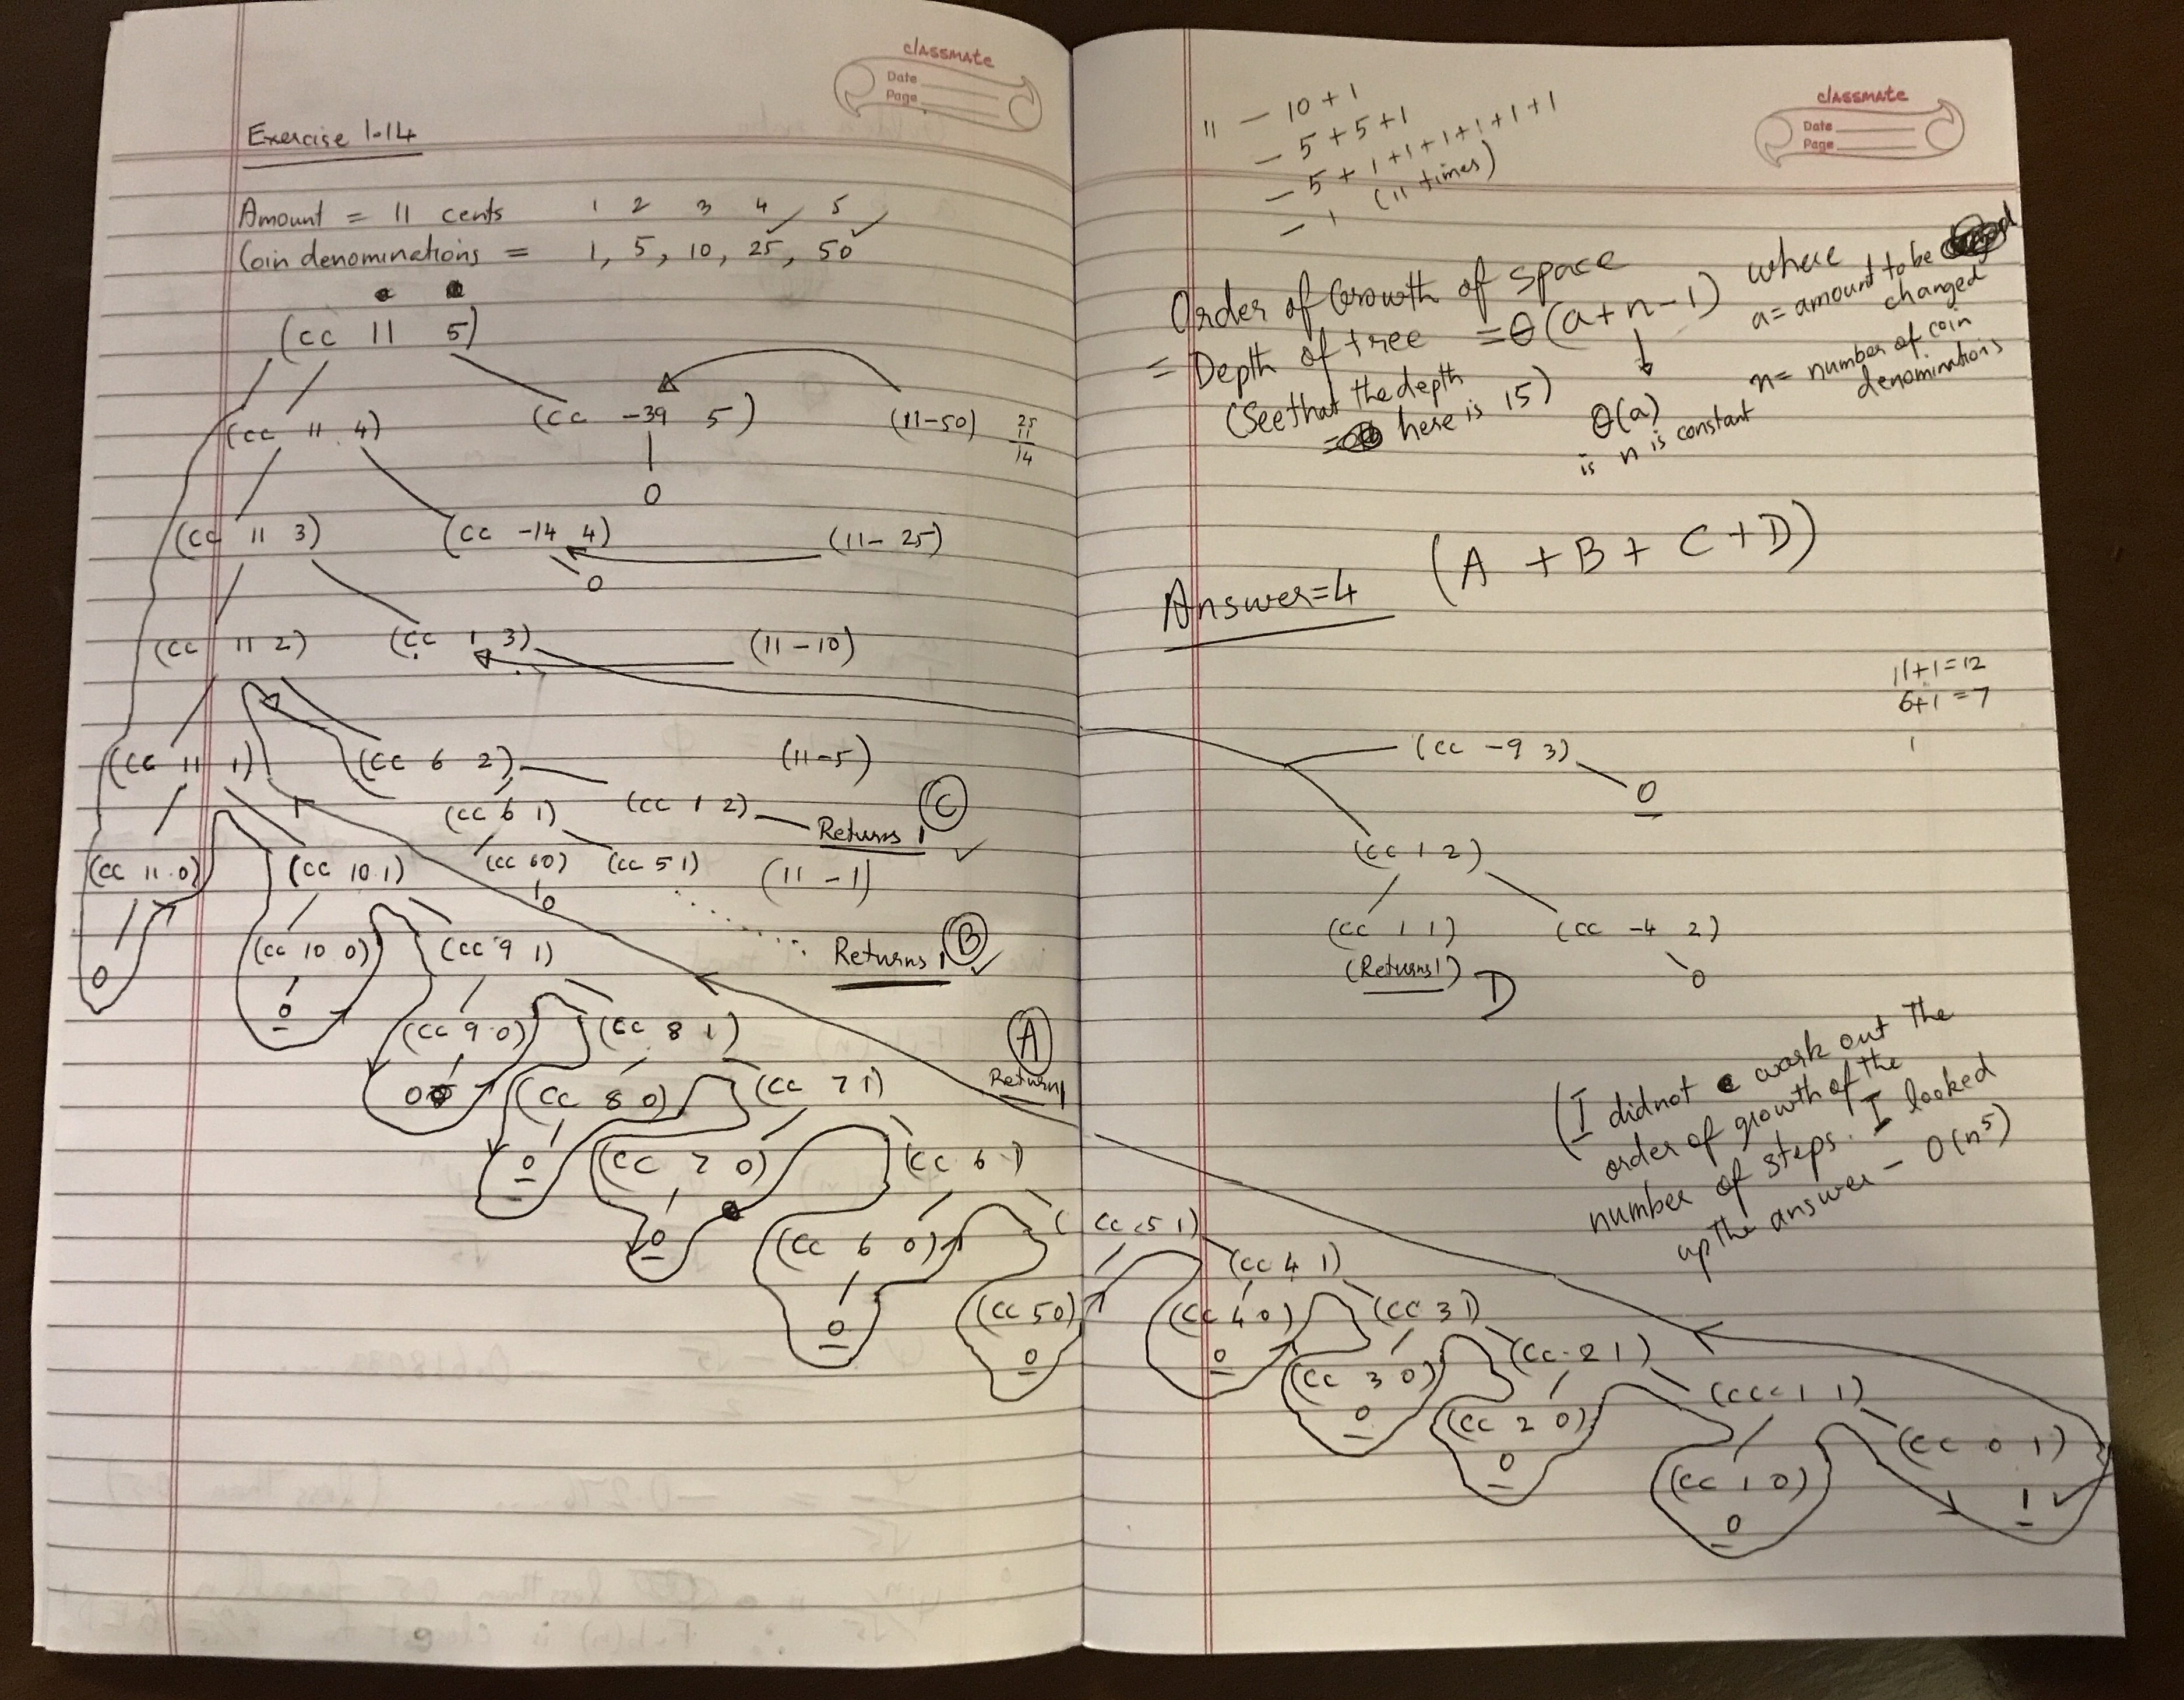 classmate
Date
Page
Exercise 1.14
Amount = 11 cents 1 2 3 4 5
Coin denominations = 1, 5, 10, 25, 50
(cc 11 5)
(cc 11 4) (cc -39 5) (11-50) 25
11
14
0
(cc 11 3) (cc -14 4) (11-25)
0
(cc 11 2) (cc 1 3) (11-10)
(cc 11 1) (cc 6 2) (11-5)
(cc 6 1) (cc 1 2) Returns 1 C
(cc 11 0) (cc 10 1) (cc 6 0) (cc 5 1) (11-1)
0
0
(cc 10 0) (cc 9 1) Returns 1 B
0
(cc 9 0) (cc 8 1) A
Returns 1
0
(cc 8 0) (cc 7 1)
0
(cc 7 0) (cc 6 1)
0
(cc 6 0) (cc 5 1)
0
(cc 5 0)
0
classmate
Date
Page
11 - 10+1
- 5+5+1
- 5+1+1+1+1+1+1
- 1 (11 times)
Order of Growth of space
= Depth of tree = Θ(a+n-1) where
a= amount to be changed
n= number of coin denominations
(See that the depth
here is 15)
Θ(a)
is n is constant
Answer=4 (A + B + C + D)
11+1=12
6+1=7
1
(cc -9 3)
0
(cc 1 2)
(cc 1 1) (cc -4 2)
(Returns 1) D
0
(I didnot work out the
order of growth of the
number of steps. I looked
up the answer - O(n⁵)
(cc 4 1)
(cc 4 0) (cc 3 1)
0
(cc 3 0) (cc 2 1)
0
(cc 2 0) (cc 1 1)
0
(cc 1 0) (cc 0 1)
0
1